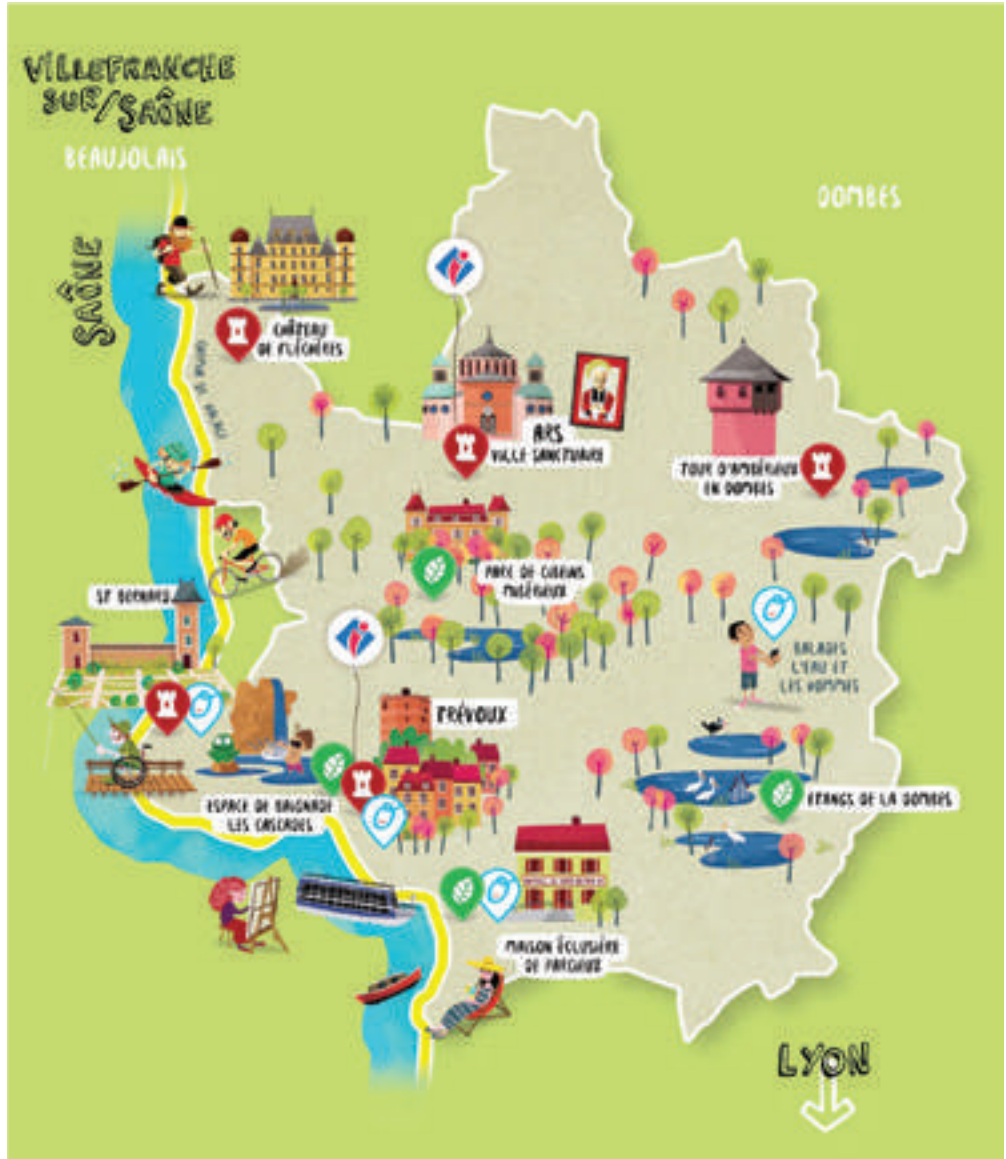 VILLEFRANCHE
SUR/SAÔNE
BEAUJOLAIS
DOMBES
SAÔNE
CHÂTEAU
DE FLÉCHÈRES
ARS
VILLE SANCTUAIRE
TOUR D'AMBÉRIEUX
EN DOMBES
PARC DE CIBEINS
MISÉRIEUX
ST BERNARD
BALADES
L'EAU ET
LES HOMMES
TRÉVOUX
ESPACE DE BAIGNADE
LES CASCADES
ETANGS DE LA DOMBES
MAISON ÉCLUSIÈRE
DE PARCIEUX
LYON